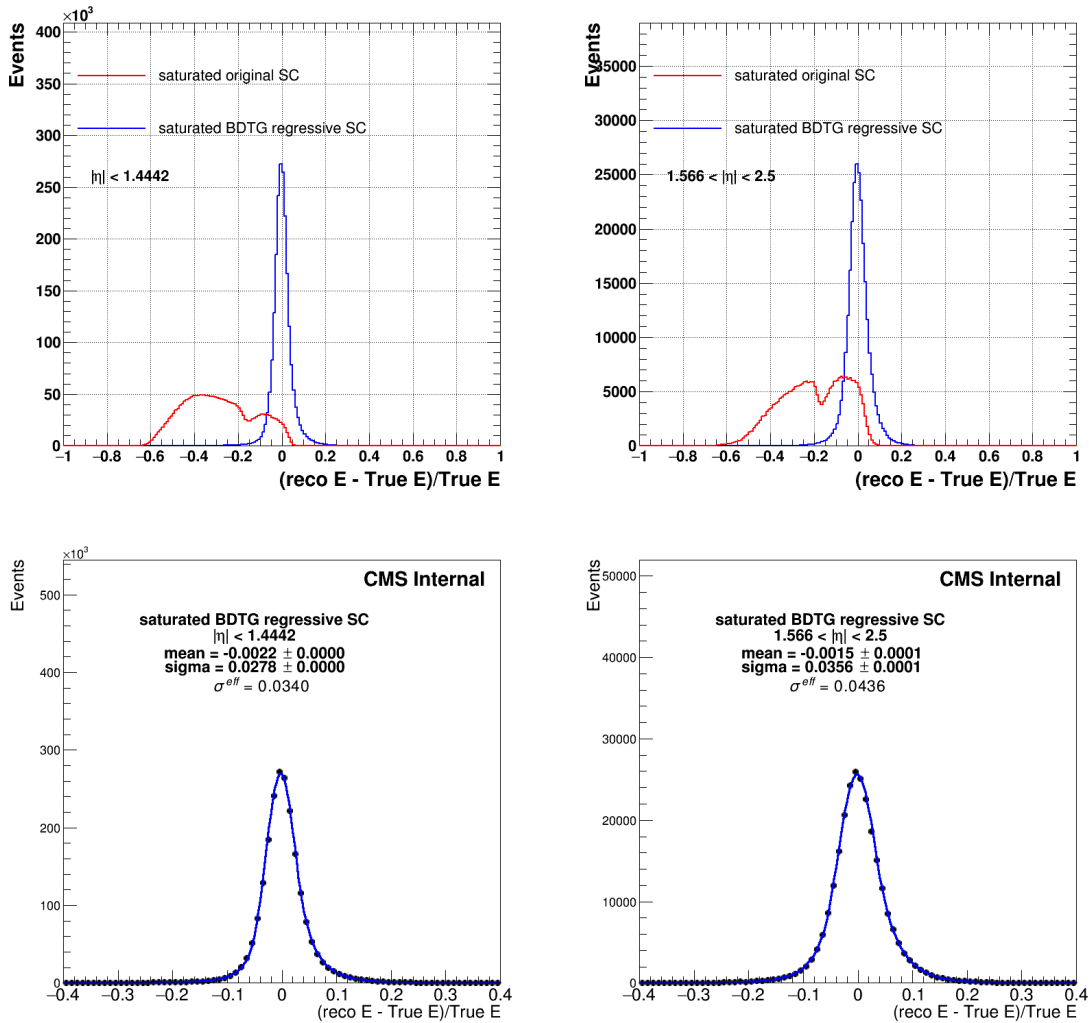 ×10³
Events
400
350
300
250
200
150
100
50
0
saturated original SC
saturated BDTG regressive SC
|η| < 1.4442
−1 −0.8 −0.6 −0.4 −0.2 0 0.2 0.4 0.6 0.8 1
(reco E - True E)/True E
Events
35000
30000
25000
20000
15000
10000
5000
0
saturated original SC
saturated BDTG regressive SC
1.566 < |η| < 2.5
−1 −0.8 −0.6 −0.4 −0.2 0 0.2 0.4 0.6 0.8 1
(reco E - True E)/True E
×10³
Events
500
400
300
200
100
0
CMS Internal
saturated BDTG regressive SC
|η| < 1.4442
mean = -0.0022 ± 0.0000
sigma = 0.0278 ± 0.0000
σ^eff = 0.0340
−0.4 −0.3 −0.2 −0.1 0 0.1 0.2 0.3 0.4
(reco E - True E)/True E
Events
50000
40000
30000
20000
10000
0
CMS Internal
saturated BDTG regressive SC
1.566 < |η| < 2.5
mean = -0.0015 ± 0.0001
sigma = 0.0356 ± 0.0001
σ^eff = 0.0436
−0.4 −0.3 −0.2 −0.1 0 0.1 0.2 0.3 0.4
(reco E - True E)/True E